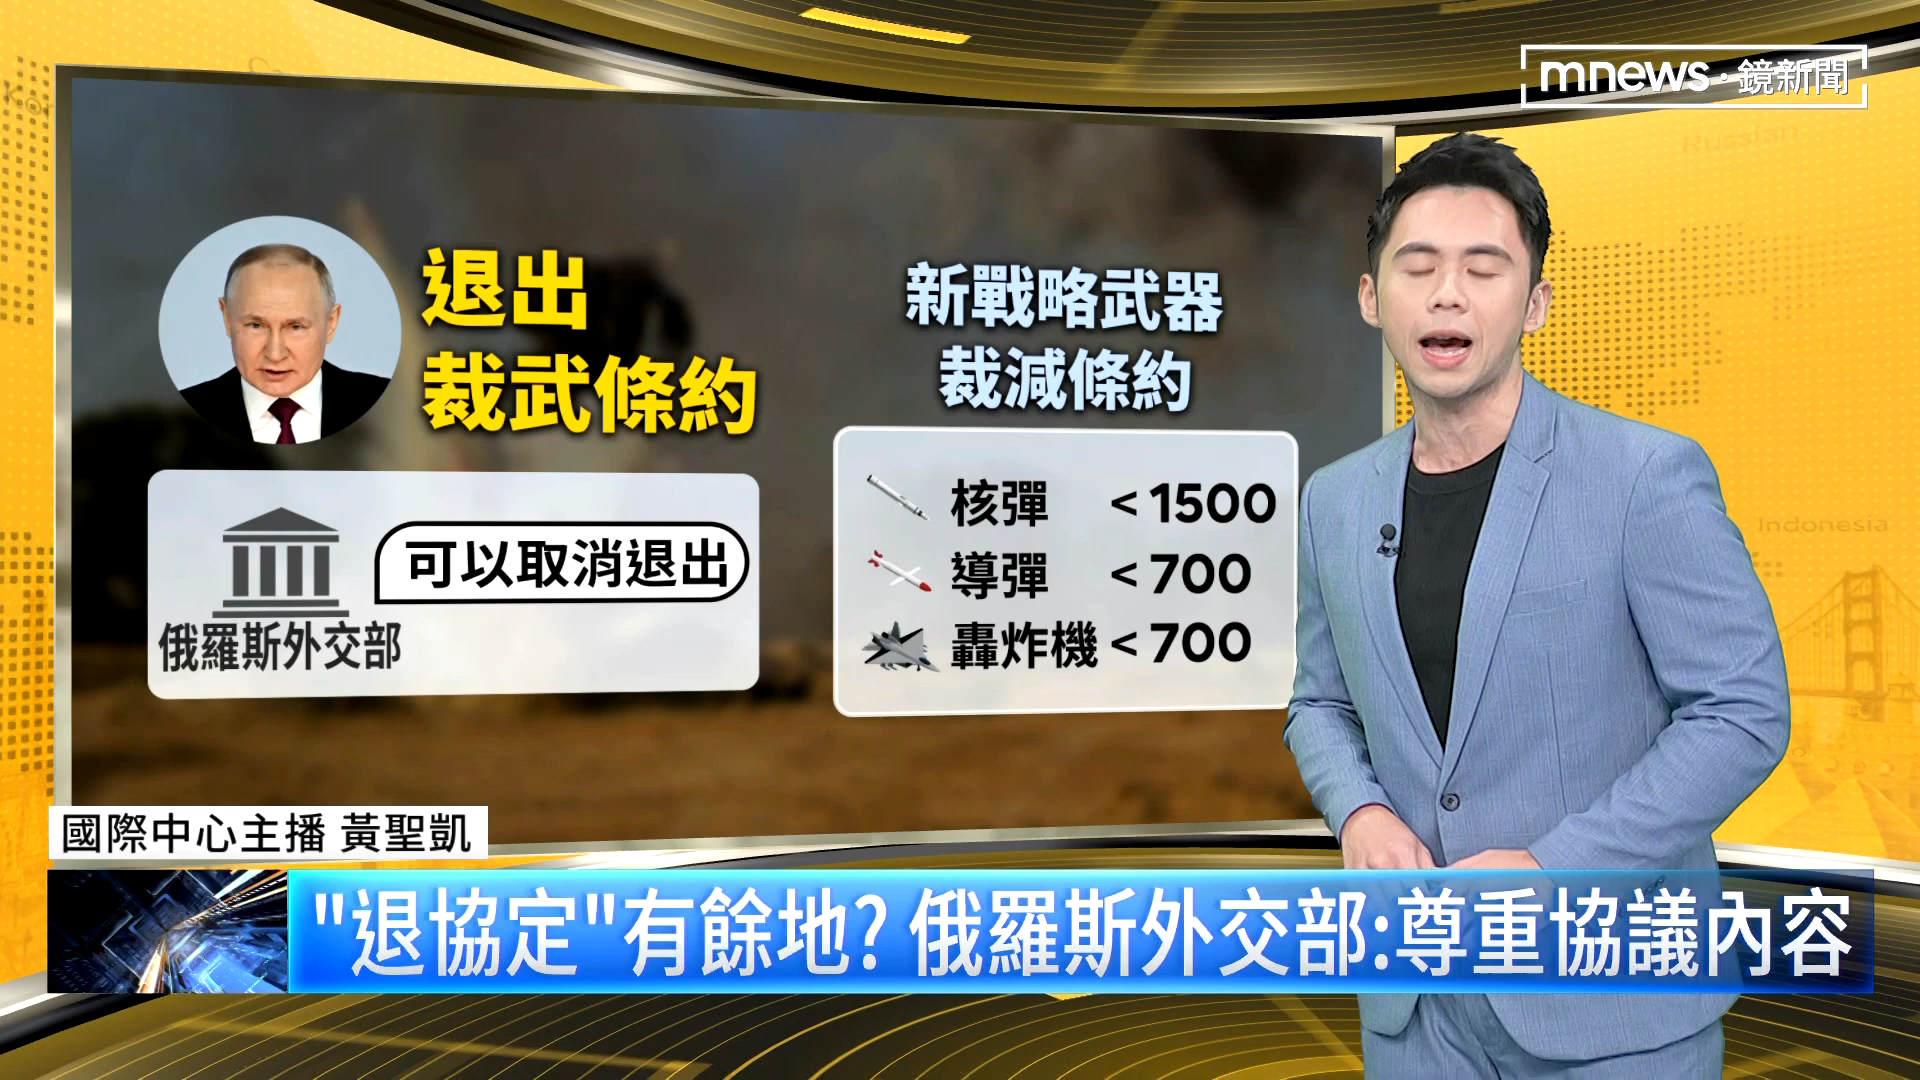 mnews·鏡新聞
Russian
退出
裁武條約
新戰略武器
裁減條約
核彈 < 1500
導彈 < 700
轟炸機 < 700
可以取消退出
俄羅斯外交部
Indonesia
國際中心主播 黃聖凱
"退協定"有餘地? 俄羅斯外交部:尊重協議內容